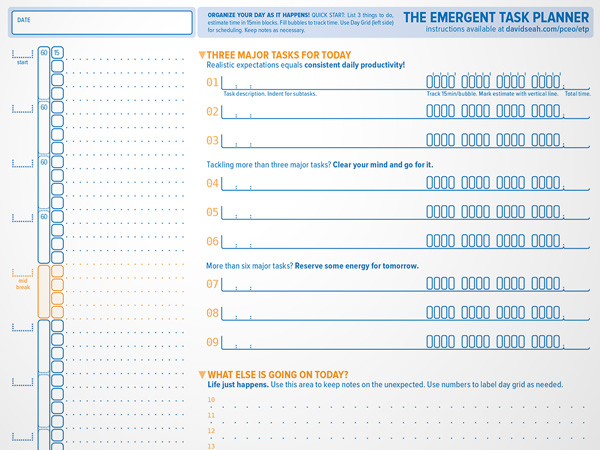 DATE
ORGANIZE YOUR DAY AS IT HAPPENS! QUICK START: List 3 things to do,
estimate time in 15min blocks. Fill bubbles to track time. Use Day Grid (left side)
for scheduling. Keep notes as necessary.
THE EMERGENT TASK PLANNER
instructions available at davidseah.com/pceo/etp
start
60 15
60
60
60
mid
break
THREE MAJOR TASKS FOR TODAY
Realistic expectations equals consistent daily productivity!
01
Task description. Indent for subtasks. Track 15min/bubble. Mark estimate with vertical line. Total time.
02
03
Tackling more than three major tasks? Clear your mind and go for it.
04
05
06
More than six major tasks? Reserve some energy for tomorrow.
07
08
09
WHAT ELSE IS GOING ON TODAY?
Life just happens. Use this area to keep notes on the unexpected. Use numbers to label day grid as needed.
10
11
12
13